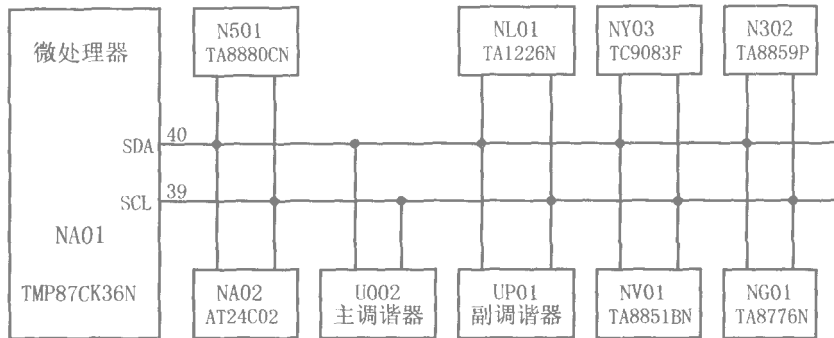 微处理器
SDA
40
SCL
39
NA01
TMP87CK36N
N501
TA8880CN
NL01
TA1226N
NY03
TC9083F
N302
TA8859P
NA02
AT24C02
U002
主调谐器
UP01
副调谐器
NV01
TA8851BN
NG01
TA8776N